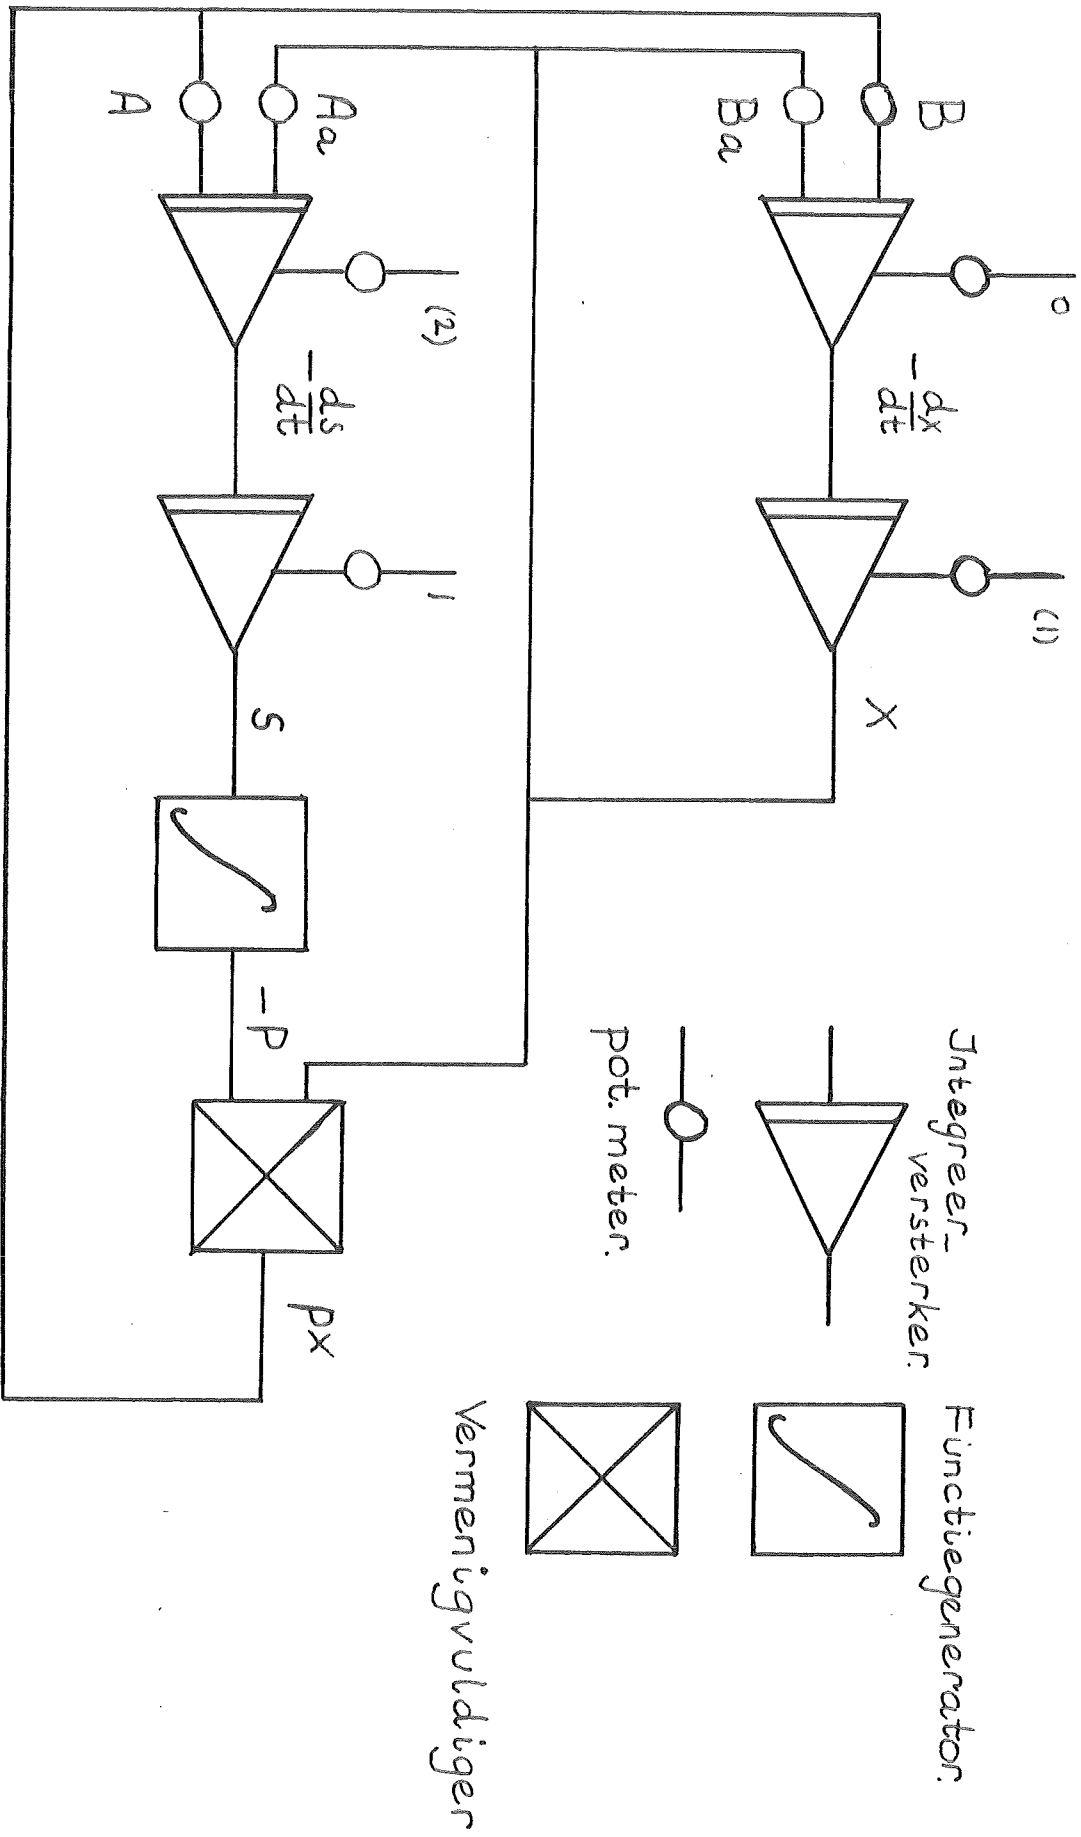 B
Ba
0
-dx/dt
(1)
X
Aa
A
(2)
-ds/dt
1
s
-p
px
Integreer-
versterker.
Functiegenerator.
pot. meter.
Vermenigvuldiger